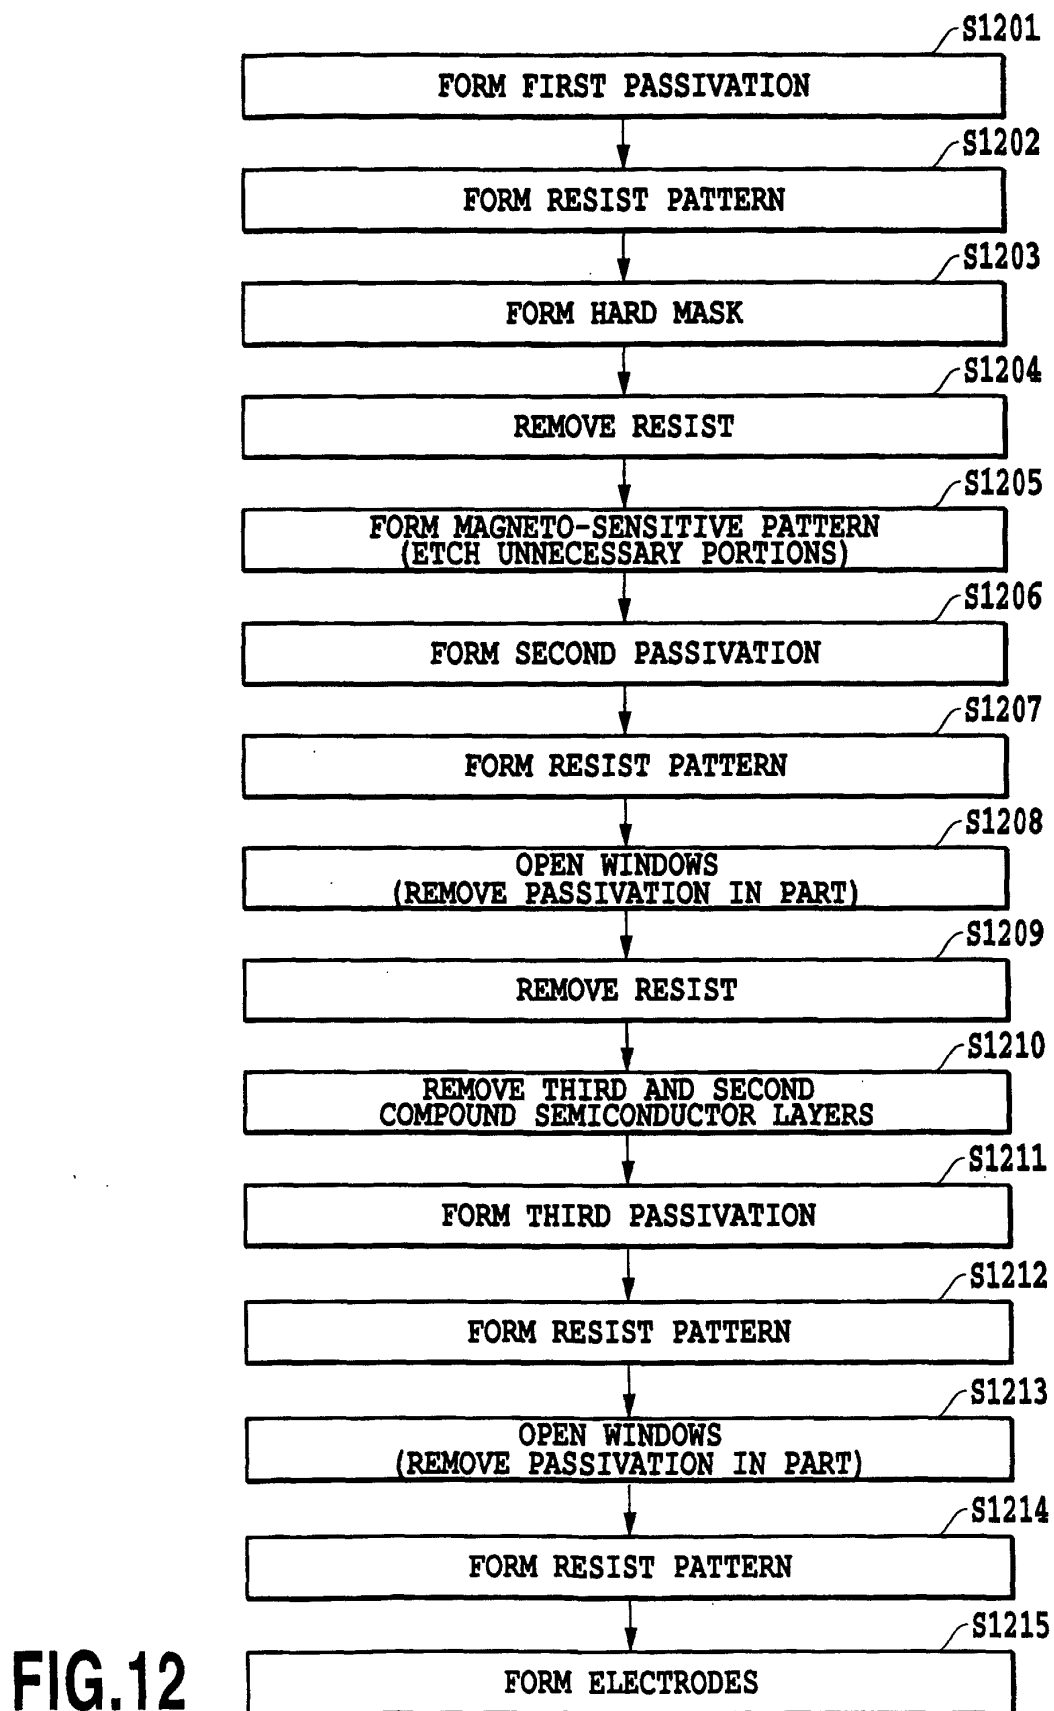 S1201
FORM FIRST PASSIVATION
S1202
FORM RESIST PATTERN
S1203
FORM HARD MASK
S1204
REMOVE RESIST
S1205
FORM MAGNETO-SENSITIVE PATTERN
(ETCH UNNECESSARY PORTIONS)
S1206
FORM SECOND PASSIVATION
S1207
FORM RESIST PATTERN
S1208
OPEN WINDOWS
(REMOVE PASSIVATION IN PART)
S1209
REMOVE RESIST
S1210
REMOVE THIRD AND SECOND
COMPOUND SEMICONDUCTOR LAYERS
S1211
FORM THIRD PASSIVATION
S1212
FORM RESIST PATTERN
S1213
OPEN WINDOWS
(REMOVE PASSIVATION IN PART)
S1214
FORM RESIST PATTERN
S1215
FORM ELECTRODES
FIG.12